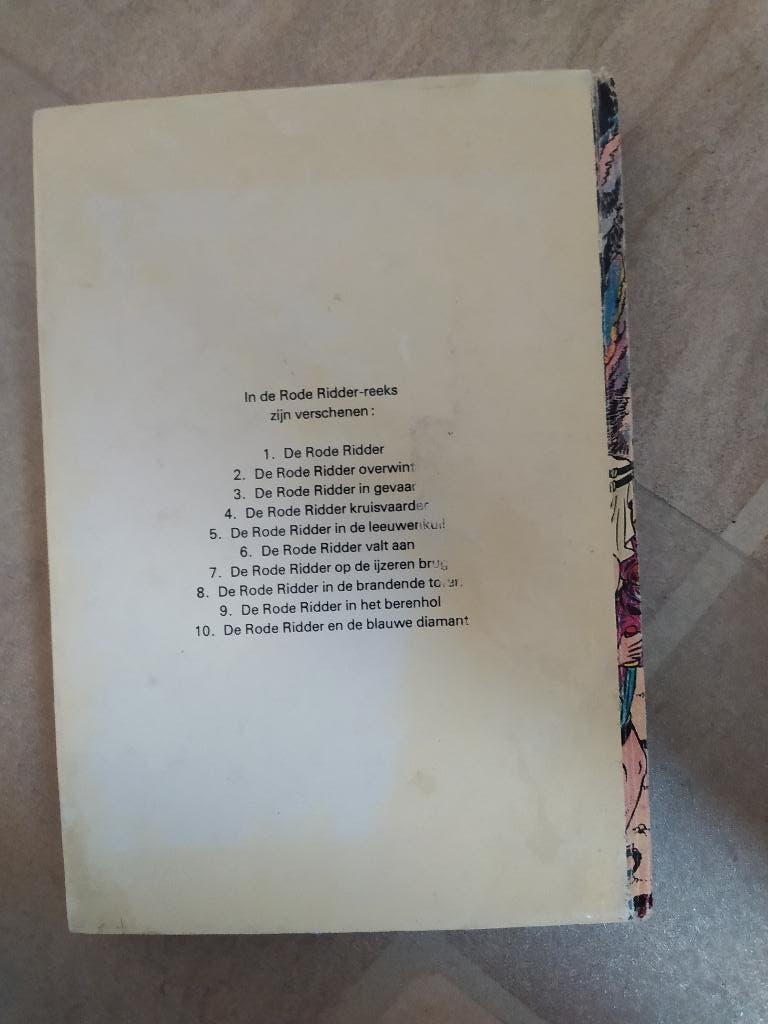 In de Rode Ridder-reeks
zijn verschenen:
1. De Rode Ridder
2. De Rode Ridder overwint
3. De Rode Ridder in gevaar
4. De Rode Ridder kruisvaarder
5. De Rode Ridder in de leeuwenkuil
6. De Rode Ridder valt aan
7. De Rode Ridder op de ijzeren brug
8. De Rode Ridder in de brandende toren
9. De Rode Ridder in het berenhol
10. De Rode Ridder en de blauwe diamant